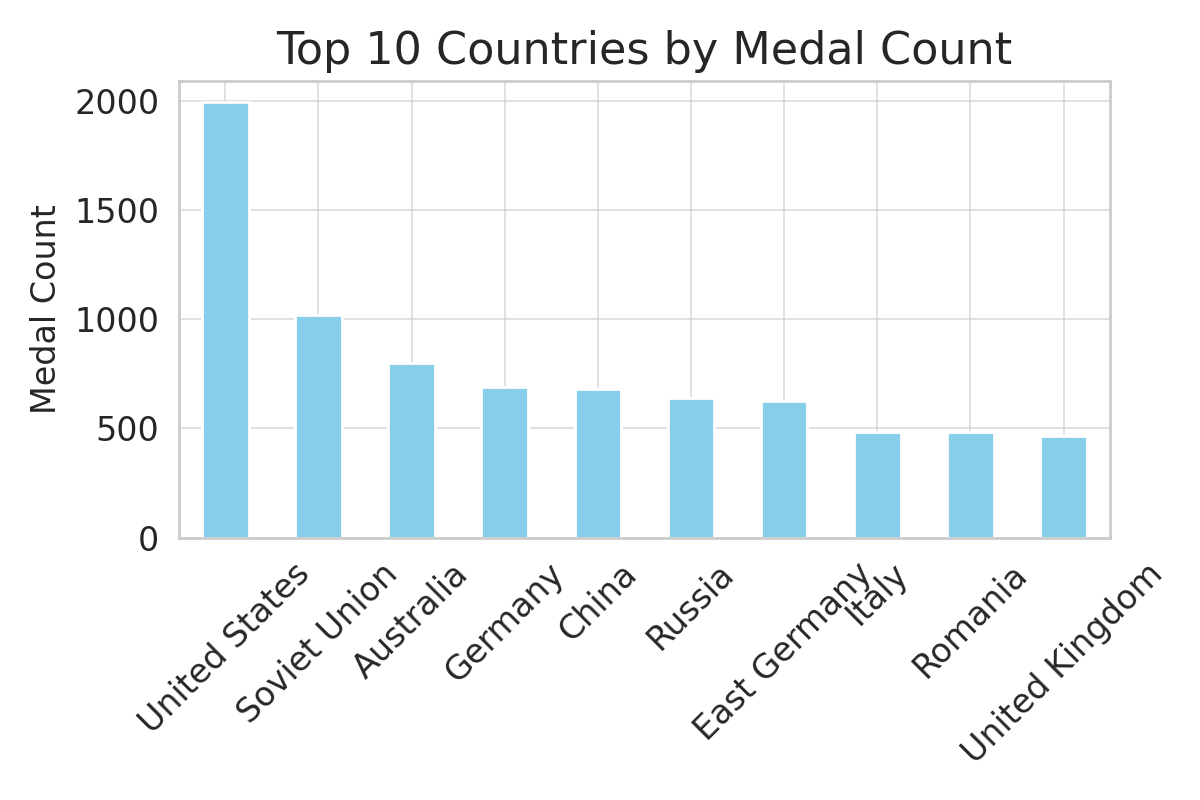 Top 10 Countries by Medal Count
Medal Count
2000
1500
1000
500
0
United States
Soviet Union
Australia
Germany
China
Russia
East Germany
Italy
Romania
United Kingdom